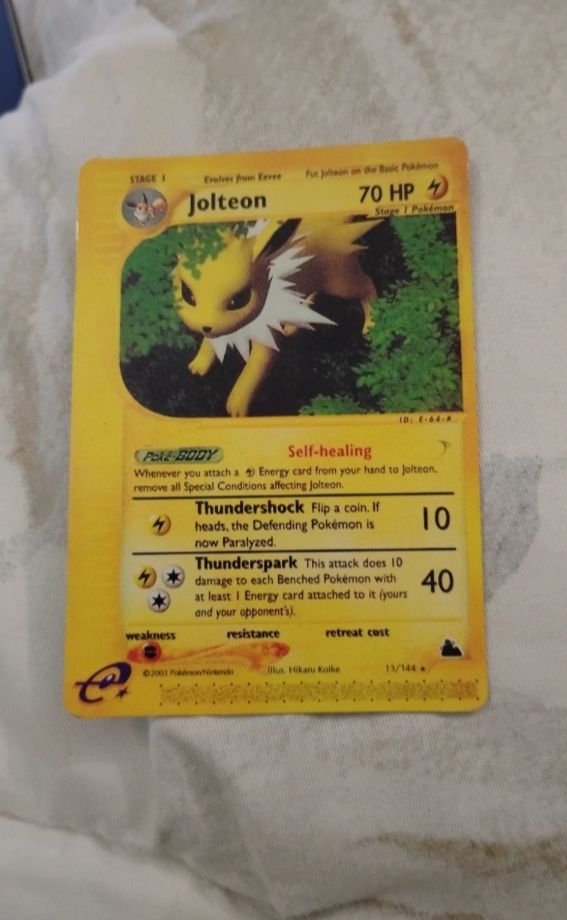 STAGE 1 Evolves from Eevee Put Jolteon on the Basic Pokémon
Jolteon 70 HP
Stage 1 Pokémon
ID: E-64-#
Poké-BODY Self-healing
Whenever you attach a Energy card from your hand to Jolteon,
remove all Special Conditions affecting Jolteon.
Thundershock Flip a coin. If
heads, the Defending Pokémon is
now Paralyzed.
10
Thunderspark This attack does 10
damage to each Benched Pokémon with
at least 1 Energy card attached to it (yours
and your opponent's).
40
weakness resistance retreat cost
©2003 Pokémon/Nintendo Illus. Hikaru Koike 13/144
e